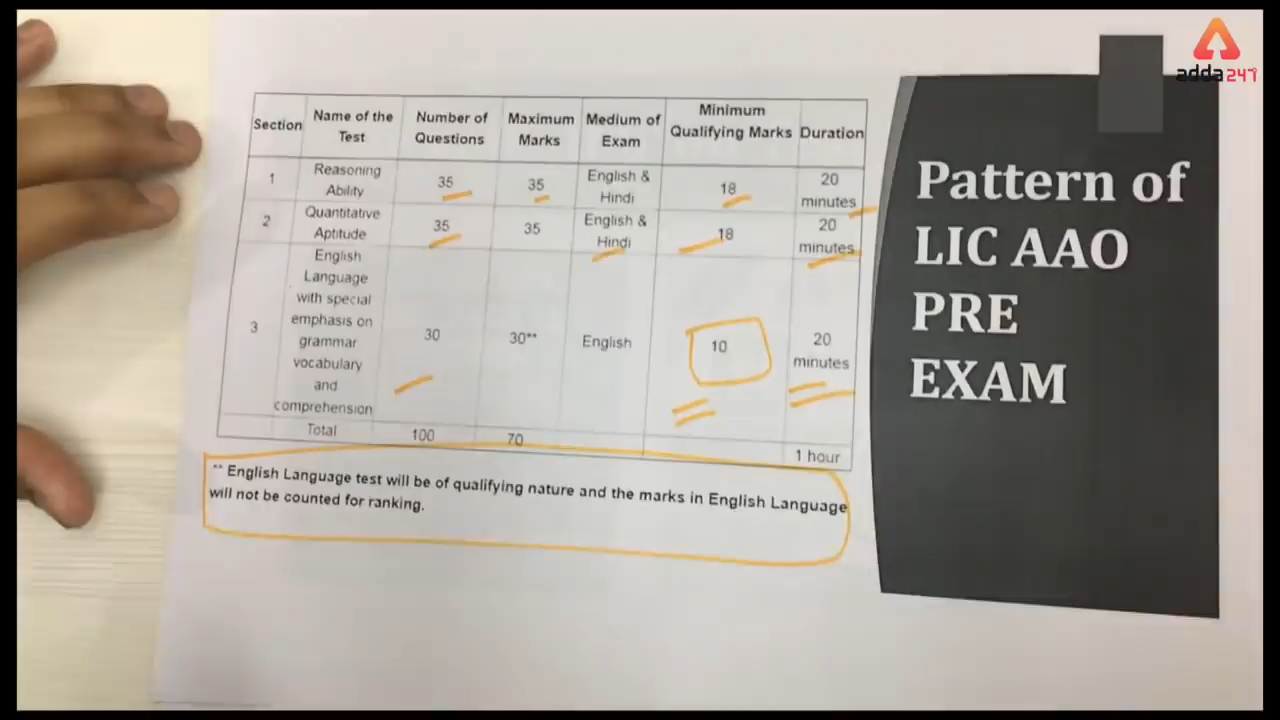 adda247
Pattern of
LIC AAO
PRE
EXAM
Section
Name of the
Test
Number of
Questions
Maximum
Marks
Medium of
Exam
Minimum
Qualifying Marks
Duration
1
Reasoning
Ability
35
35
English &
Hindi
18
20
minutes
2
Quantitative
Aptitude
35
35
English &
Hindi
18
20
minutes
3
English
Language
with special
emphasis on
grammar
vocabulary
and
comprehension
30
30**
English
10
20
minutes
Total
100
70
1 hour
** English Language test will be of qualifying nature and the marks in English Language
will not be counted for ranking.